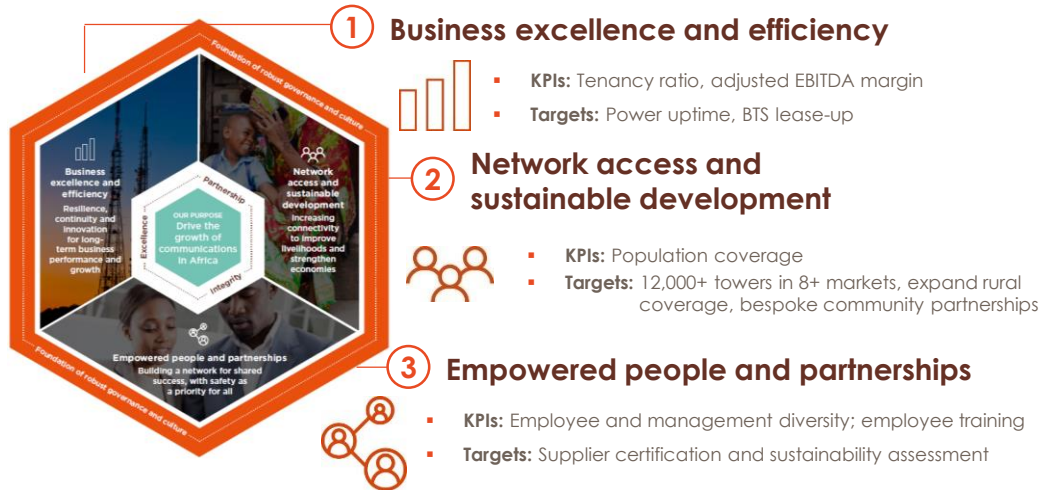 1 Business excellence and efficiency
▪ KPIs: Tenancy ratio, adjusted EBITDA margin
▪ Targets: Power uptime, BTS lease-up
2 Network access and
sustainable development
▪ KPIs: Population coverage
▪ Targets: 12,000+ towers in 8+ markets, expand rural
coverage, bespoke community partnerships
3 Empowered people and partnerships
▪ KPIs: Employee and management diversity; employee training
▪ Targets: Supplier certification and sustainability assessment
Foundation of robust governance and culture
Business
excellence and
efficiency
Resilience,
continuity and
innovation
for long-
term business
performance and
growth
Network
access and
sustainable
development
Increasing
connectivity
to improve
livelihoods and
strengthen
economies
Partnership
Excellence
Integrity
OUR PURPOSE
Drive the
growth of
communications
in Africa
Empowered people and partnerships
Building a network for shared
success, with safety as
a priority for all
Foundation of robust governance and culture